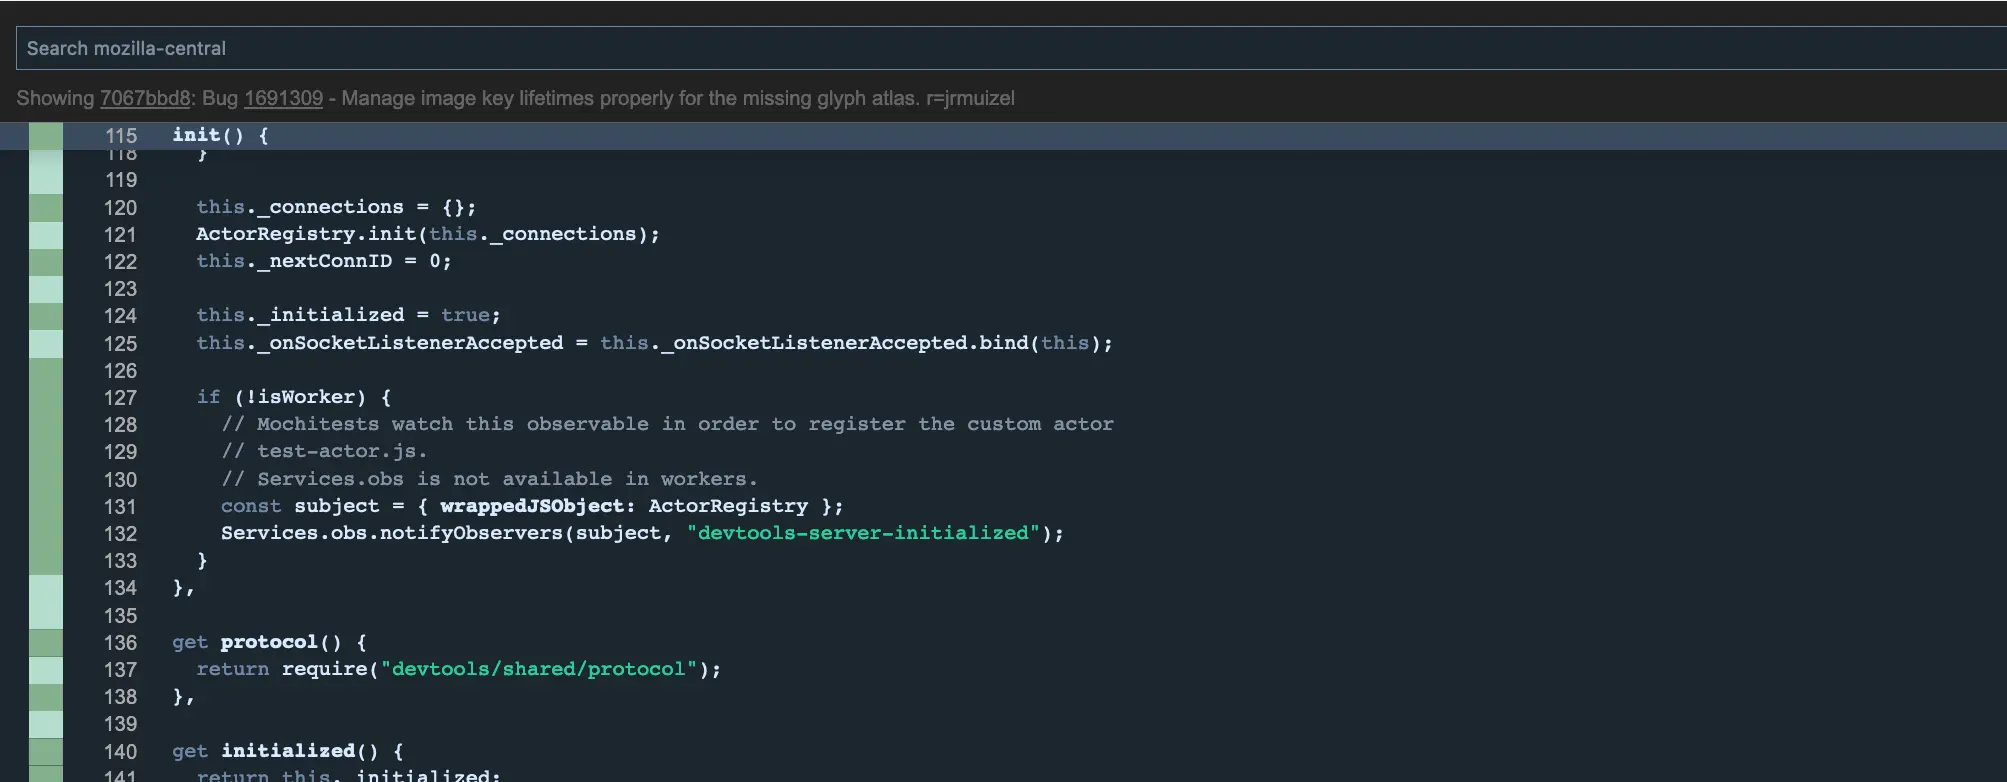 Search mozilla-central
Showing 7067bbd8: Bug 1691309 - Manage image key lifetimes properly for the missing glyph atlas. r=jrmuizel
115 init() {
118 }
119
120 this._connections = {};
121 ActorRegistry.init(this._connections);
122 this._nextConnID = 0;
123
124 this._initialized = true;
125 this._onSocketListenerAccepted = this._onSocketListenerAccepted.bind(this);
126
127 if (!isWorker) {
128 // Mochitests watch this observable in order to register the custom actor
129 // test-actor.js.
130 // Services.obs is not available in workers.
131 const subject = { wrappedJSObject: ActorRegistry };
132 Services.obs.notifyObservers(subject, "devtools-server-initialized");
133 }
134 },
135
136 get protocol() {
137 return require("devtools/shared/protocol");
138 },
139
140 get initialized() {
141 return this._initialized;